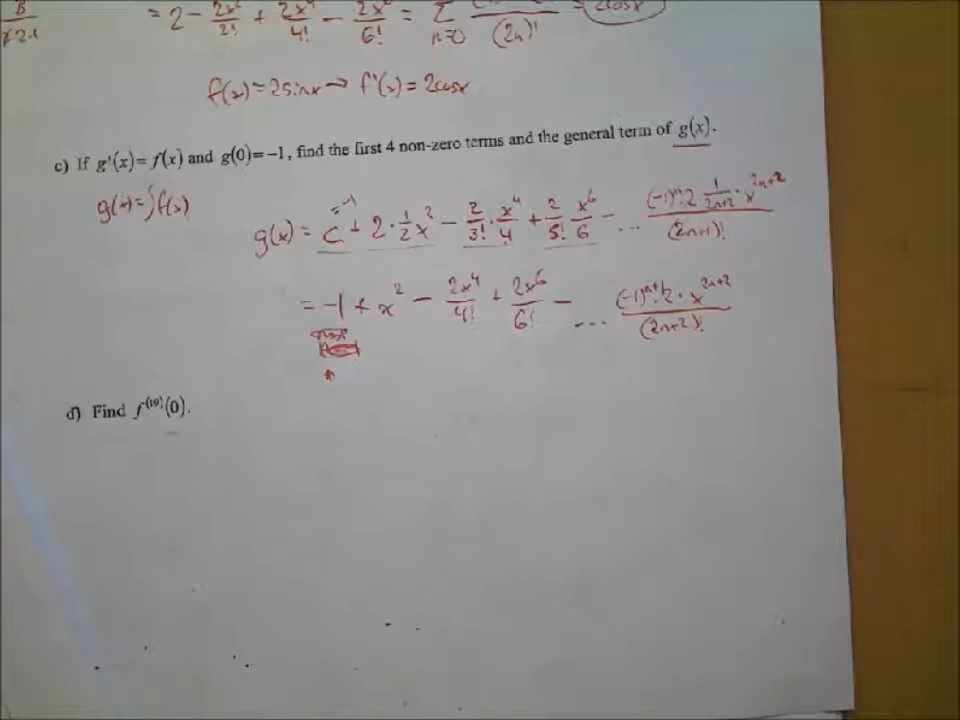 = 2 - 2x²/2! + 2x⁴/4! - 2x⁶/6! = Σ n=0 /(2n)! = 2cosx
f(x) = 2sinx → f'(x) = 2cosx
c) If g'(x)= f(x) and g(0)=−1, find the first 4 non-zero terms and the general term of g(x).
g(x) = ∫f(x)
=-1
g(x) = C + 2·1/2 x² - 2/3!·x⁴/4 + 2/5! x⁶/6 - ... (-1)ⁿ·2 1/2n+2·x²ⁿ⁺²/(2n+1)!
= -1 + x² - 2x⁴/4! + 2x⁶/6! - ... x²ⁿ⁺²/(2n+2)!
d) Find f⁽¹⁹⁾(0).